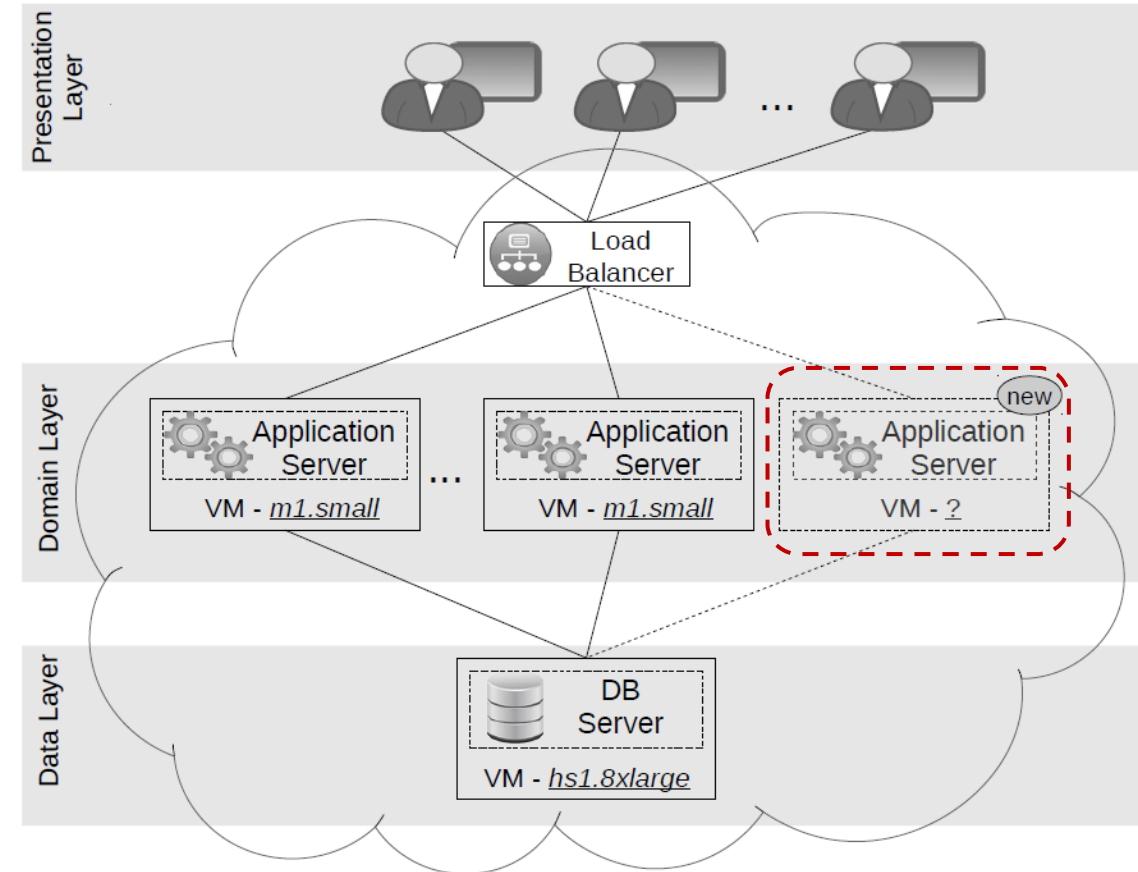 Presentation
Layer
...
Load
Balancer
Domain Layer
new
Application
Server
VM - m1.small
...
Application
Server
VM - m1.small
Application
Server
VM - ?
Data Layer
DB
Server
VM - hs1.8xlarge